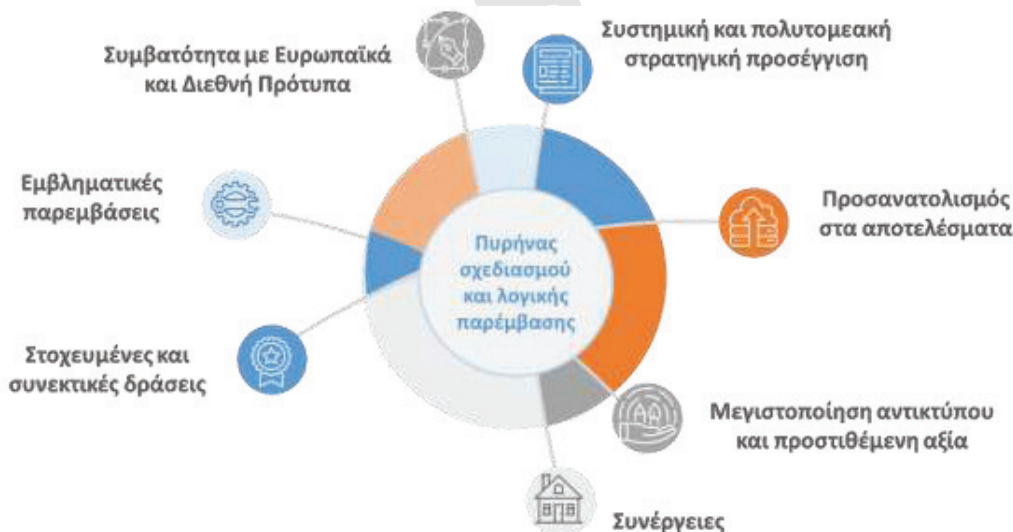 Συμβατότητα με Ευρωπαϊκά
και Διεθνή Πρότυπα
Συστημική και πολυτομεακή
στρατηγική προσέγγιση
Εμβληματικές
παρεμβάσεις
Προσανατολισμός
στα αποτελέσματα
Πυρήνας
σχεδιασμού
και λογικής
παρέμβασης
Στοχευμένες και
συνεκτικές δράσεις
Μεγιστοποίηση αντικτύπου
και προστιθέμενη αξία
Συνέργειες